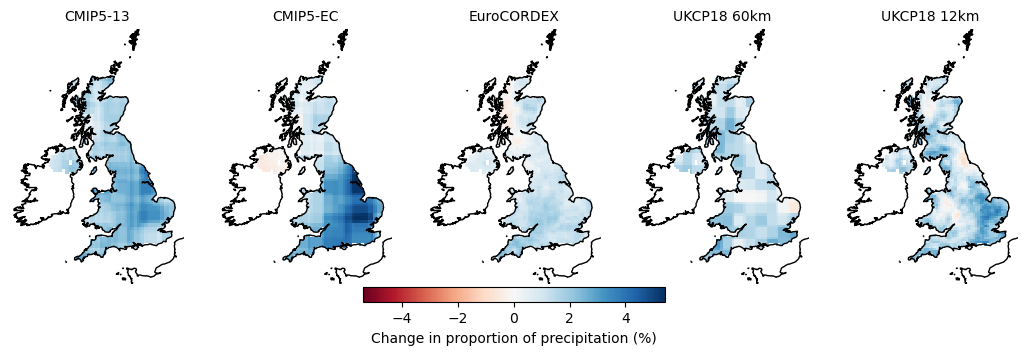 CMIP5-13
CMIP5-EC
EuroCORDEX
UKCP18 60km
UKCP18 12km
−4
−2
0
2
4
Change in proportion of precipitation (%)